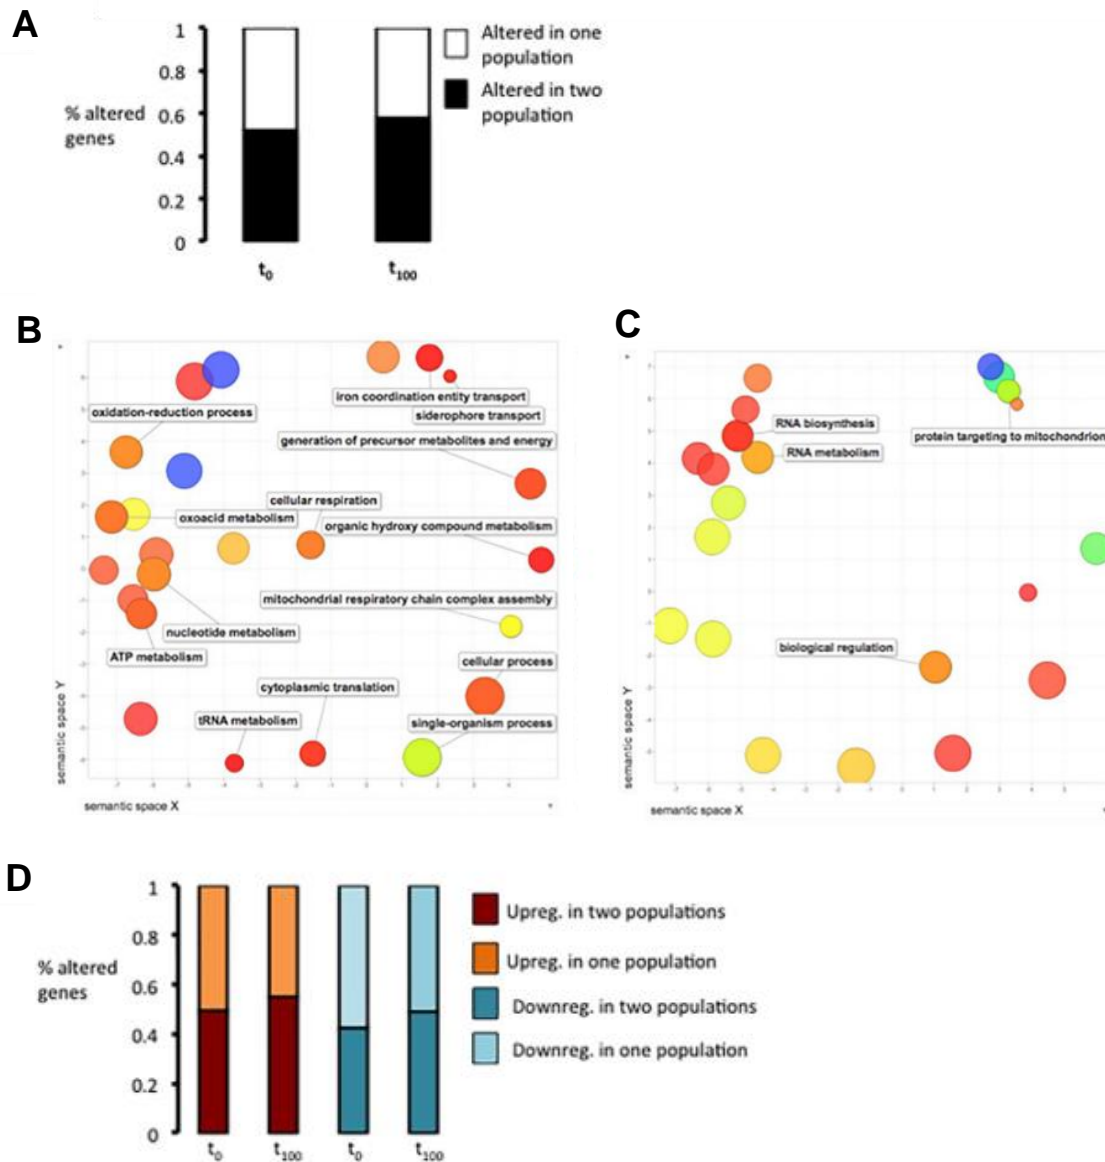 A
1
0.8
0.6
0.4
0.2
0
% altered
genes
t0
t100
Altered in one
population
Altered in two
population
B
iron coordination entity transport
oxidation-reduction process
siderophore transport
generation of precursor metabolites and energy
cellular respiration
oxoacid metabolism
organic hydroxy compound metabolism
mitochondrial respiratory chain complex assembly
nucleotide metabolism
ATP metabolism
cellular process
cytoplasmic translation
tRNA metabolism
single-organism process
semantic space Y
semantic space X
C
RNA biosynthesis
protein targeting to mitochondrion
RNA metabolism
biological regulation
semantic space Y
semantic space X
D
1
0.8
0.6
0.4
0.2
0
% altered
genes
t0
t100
t0
t100
Upreg. in two populations
Upreg. in one population
Downreg. in two populations
Downreg. in one population